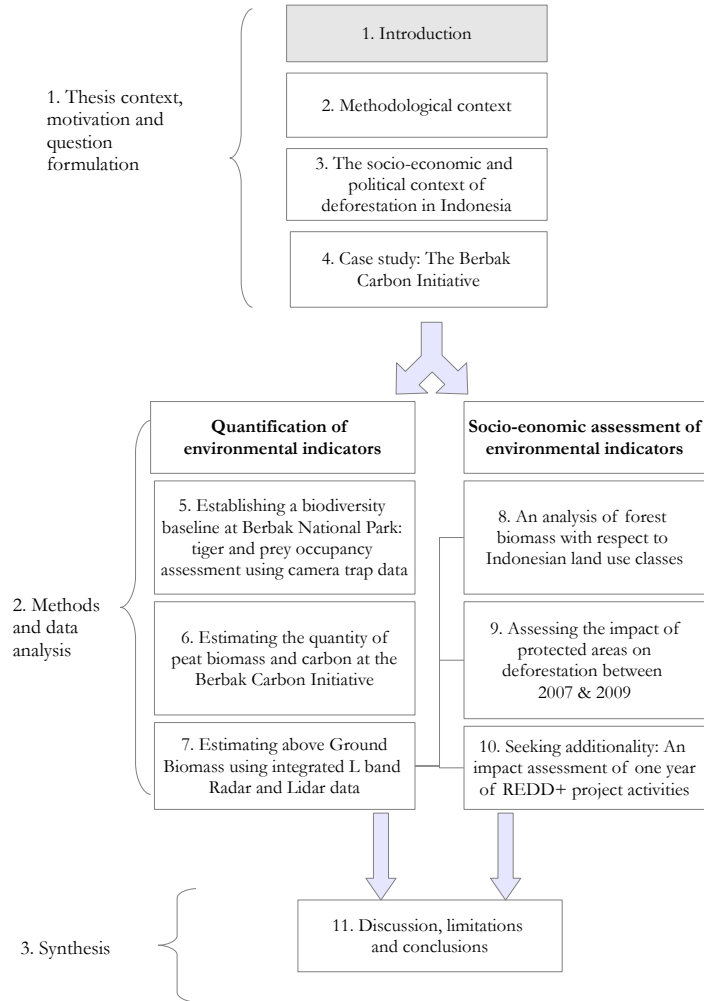 1. Introduction
1. Thesis context,
motivation and
question
formulation
2. Methodological context
3. The socio-economic and
political context of
deforestation in Indonesia
4. Case study: The Berbak
Carbon Initiative
Quantification of
environmental indicators
Socio-eonomic assessment of
environmental indicators
2. Methods
and data
analysis
5. Establishing a biodiversity
baseline at Berbak National Park:
tiger and prey occupancy
assessment using camera trap data
6. Estimating the quantity of
peat biomass and carbon at the
Berbak Carbon Initiative
7. Estimating above Ground
Biomass using integrated L band
Radar and Lidar data
8. An analysis of forest
biomass with respect to
Indonesian land use classes
9. Assessing the impact of
protected areas on
deforestation between
2007 & 2009
10. Seeking additionality: An
impact assessment of one year
of REDD+ project activities
3. Synthesis
11. Discussion, limitations
and conclusions